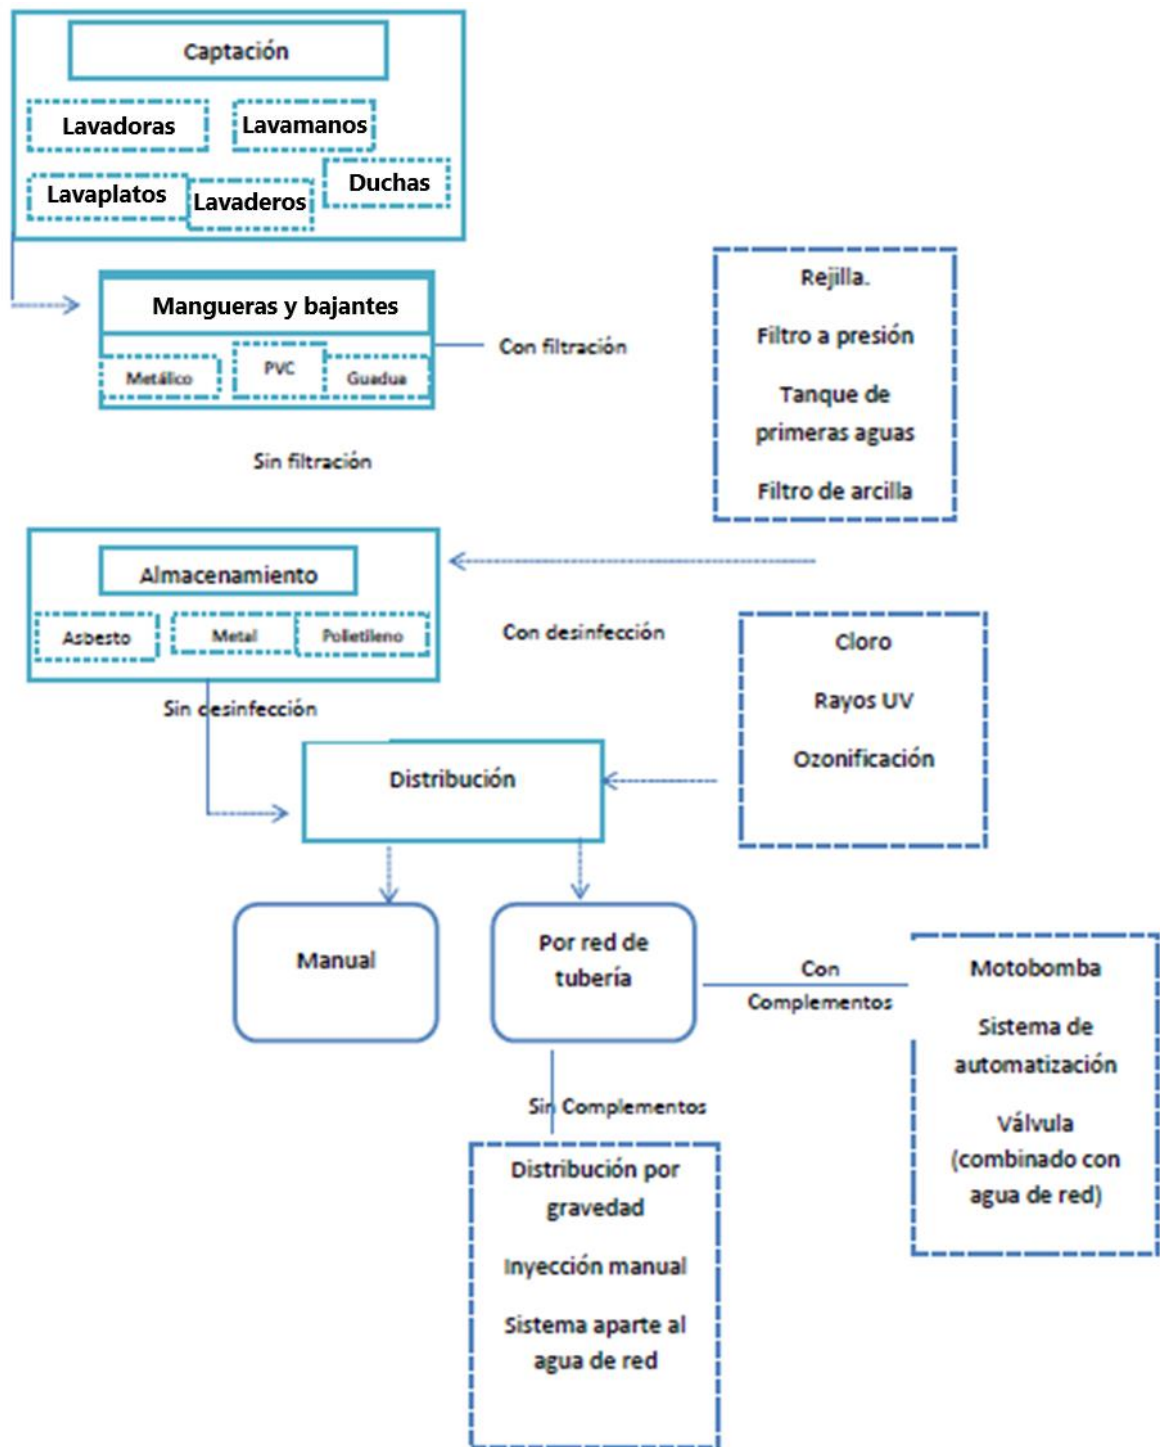 Captación
Lavadoras
Lavamanos
Lavaplatos
Lavaderos
Duchas
Mangueras y bajantes
Metálico
PVC
Guadua
Con filtración
Rejilla.
Filtro a presión
Tanque de
primeras aguas
Filtro de arcilla
Sin filtración
Almacenamiento
Asbesto
Metal
Polietileno
Con desinfección
Cloro
Rayos UV
Ozonificación
Sin desinfección
Distribución
Manual
Por red de
tubería
Con
Complementos
Motobomba
Sistema de
automatización
Válvula
(combinado con
agua de red)
Sin Complementos
Distribución por
gravedad
Inyección manual
Sistema aparte al
agua de red